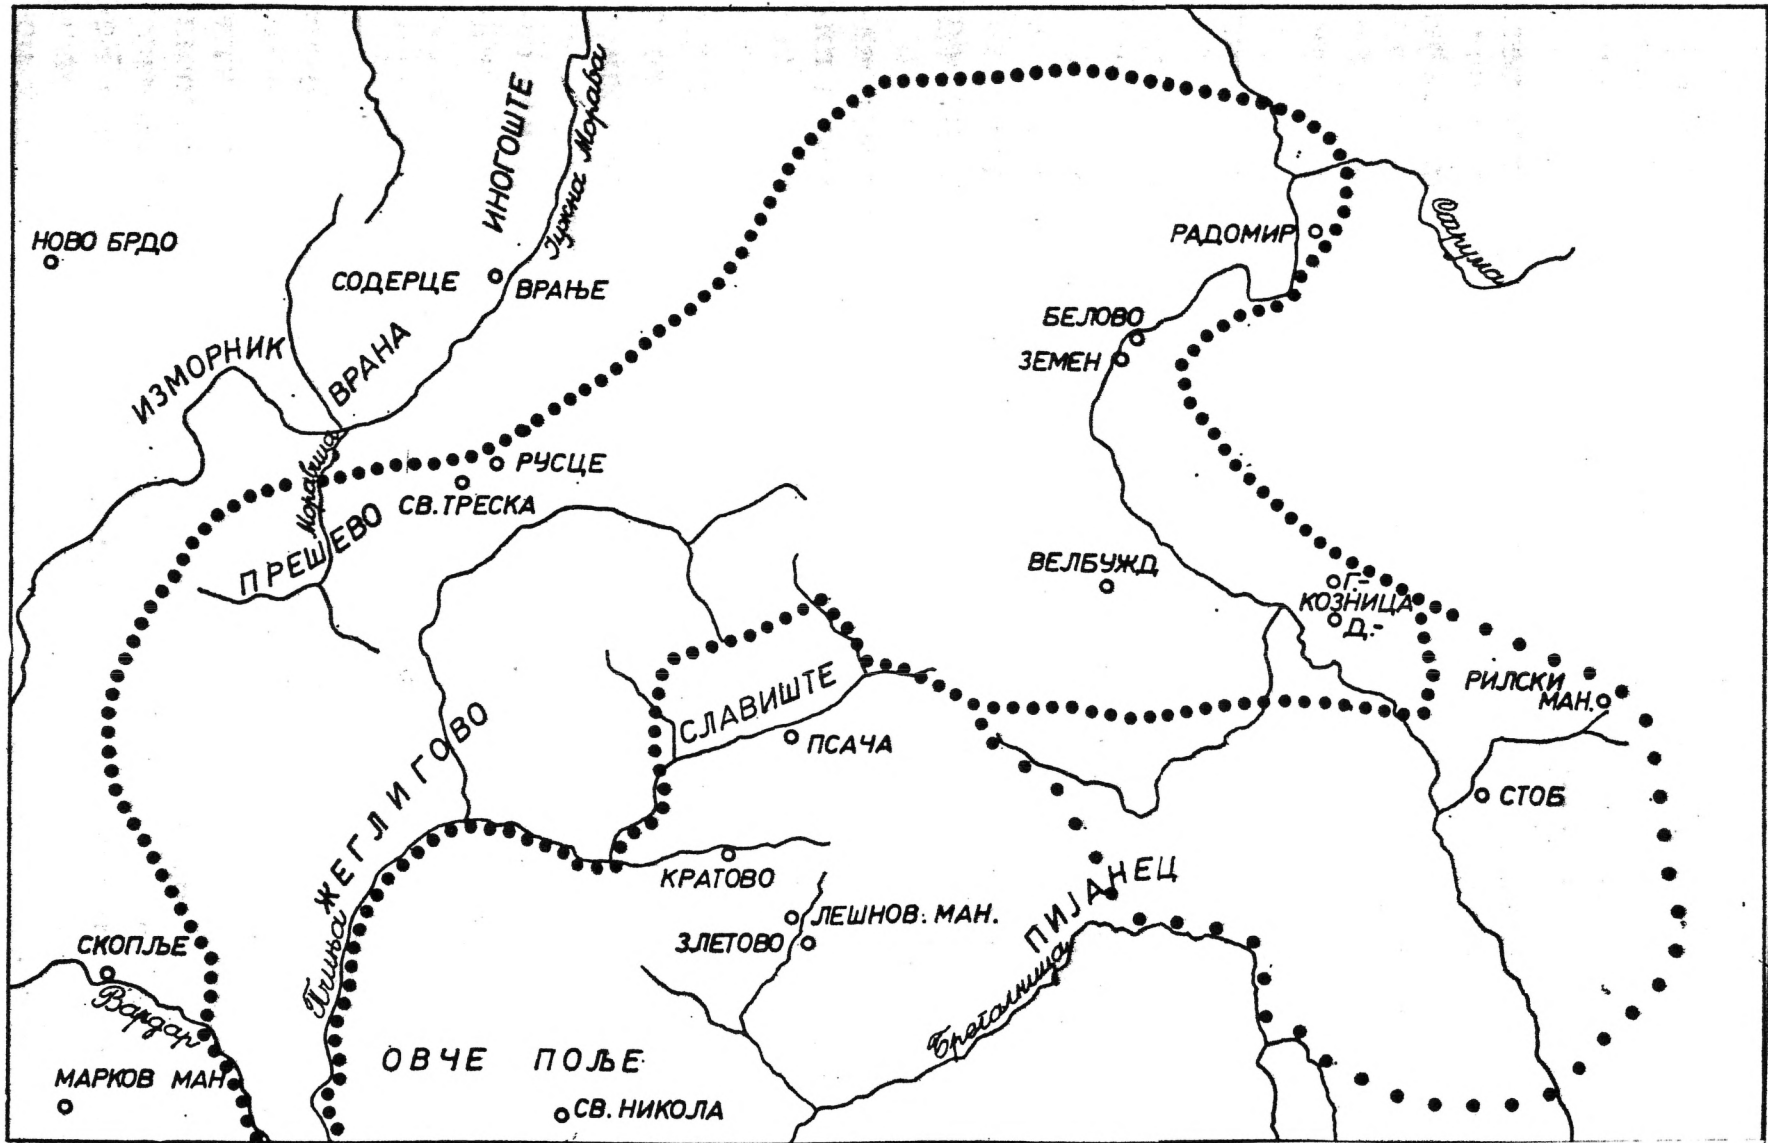 ИНОГОШТЕ
Јужна Морава
НОВО БРДО
СОДЕРЦЕ
ВРАЊЕ
РАДОМИР
БЕЛОВО
ЗЕМЕН
ИЗМОРНИК
ВРАНА
Моравица
РУСЦЕ
СВ. ТРЕСКА
ПРЕШЕВО
ВЕЛБУЖД
Г.-
КОЗНИЦА
Д.-
РИЛСКИ
МАН.
СЛАВИШТЕ
ПСАЧА
ЖЕГЛИГОВО
СТОБ
КРАТОВО
ПИЈАНЕЦ
ЛЕШНОВ. МАН.
ЗЛЕТОВО
СКОПЉЕ
Вардар
Пчиња
Брегалница
ОВЧЕ ПОЉЕ
МАРКОВ МАН.
СВ. НИКОЛА